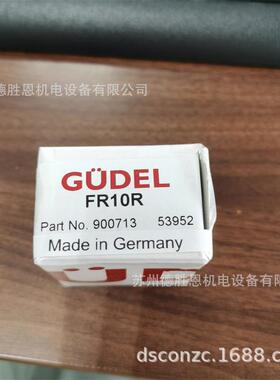 州德胜恩机电设备有限公司
GÜDEL
FR10R
Part No. 900713 53952
Made in Germany
苏州德胜恩机电设备有限公司
dsconzc.1688.c